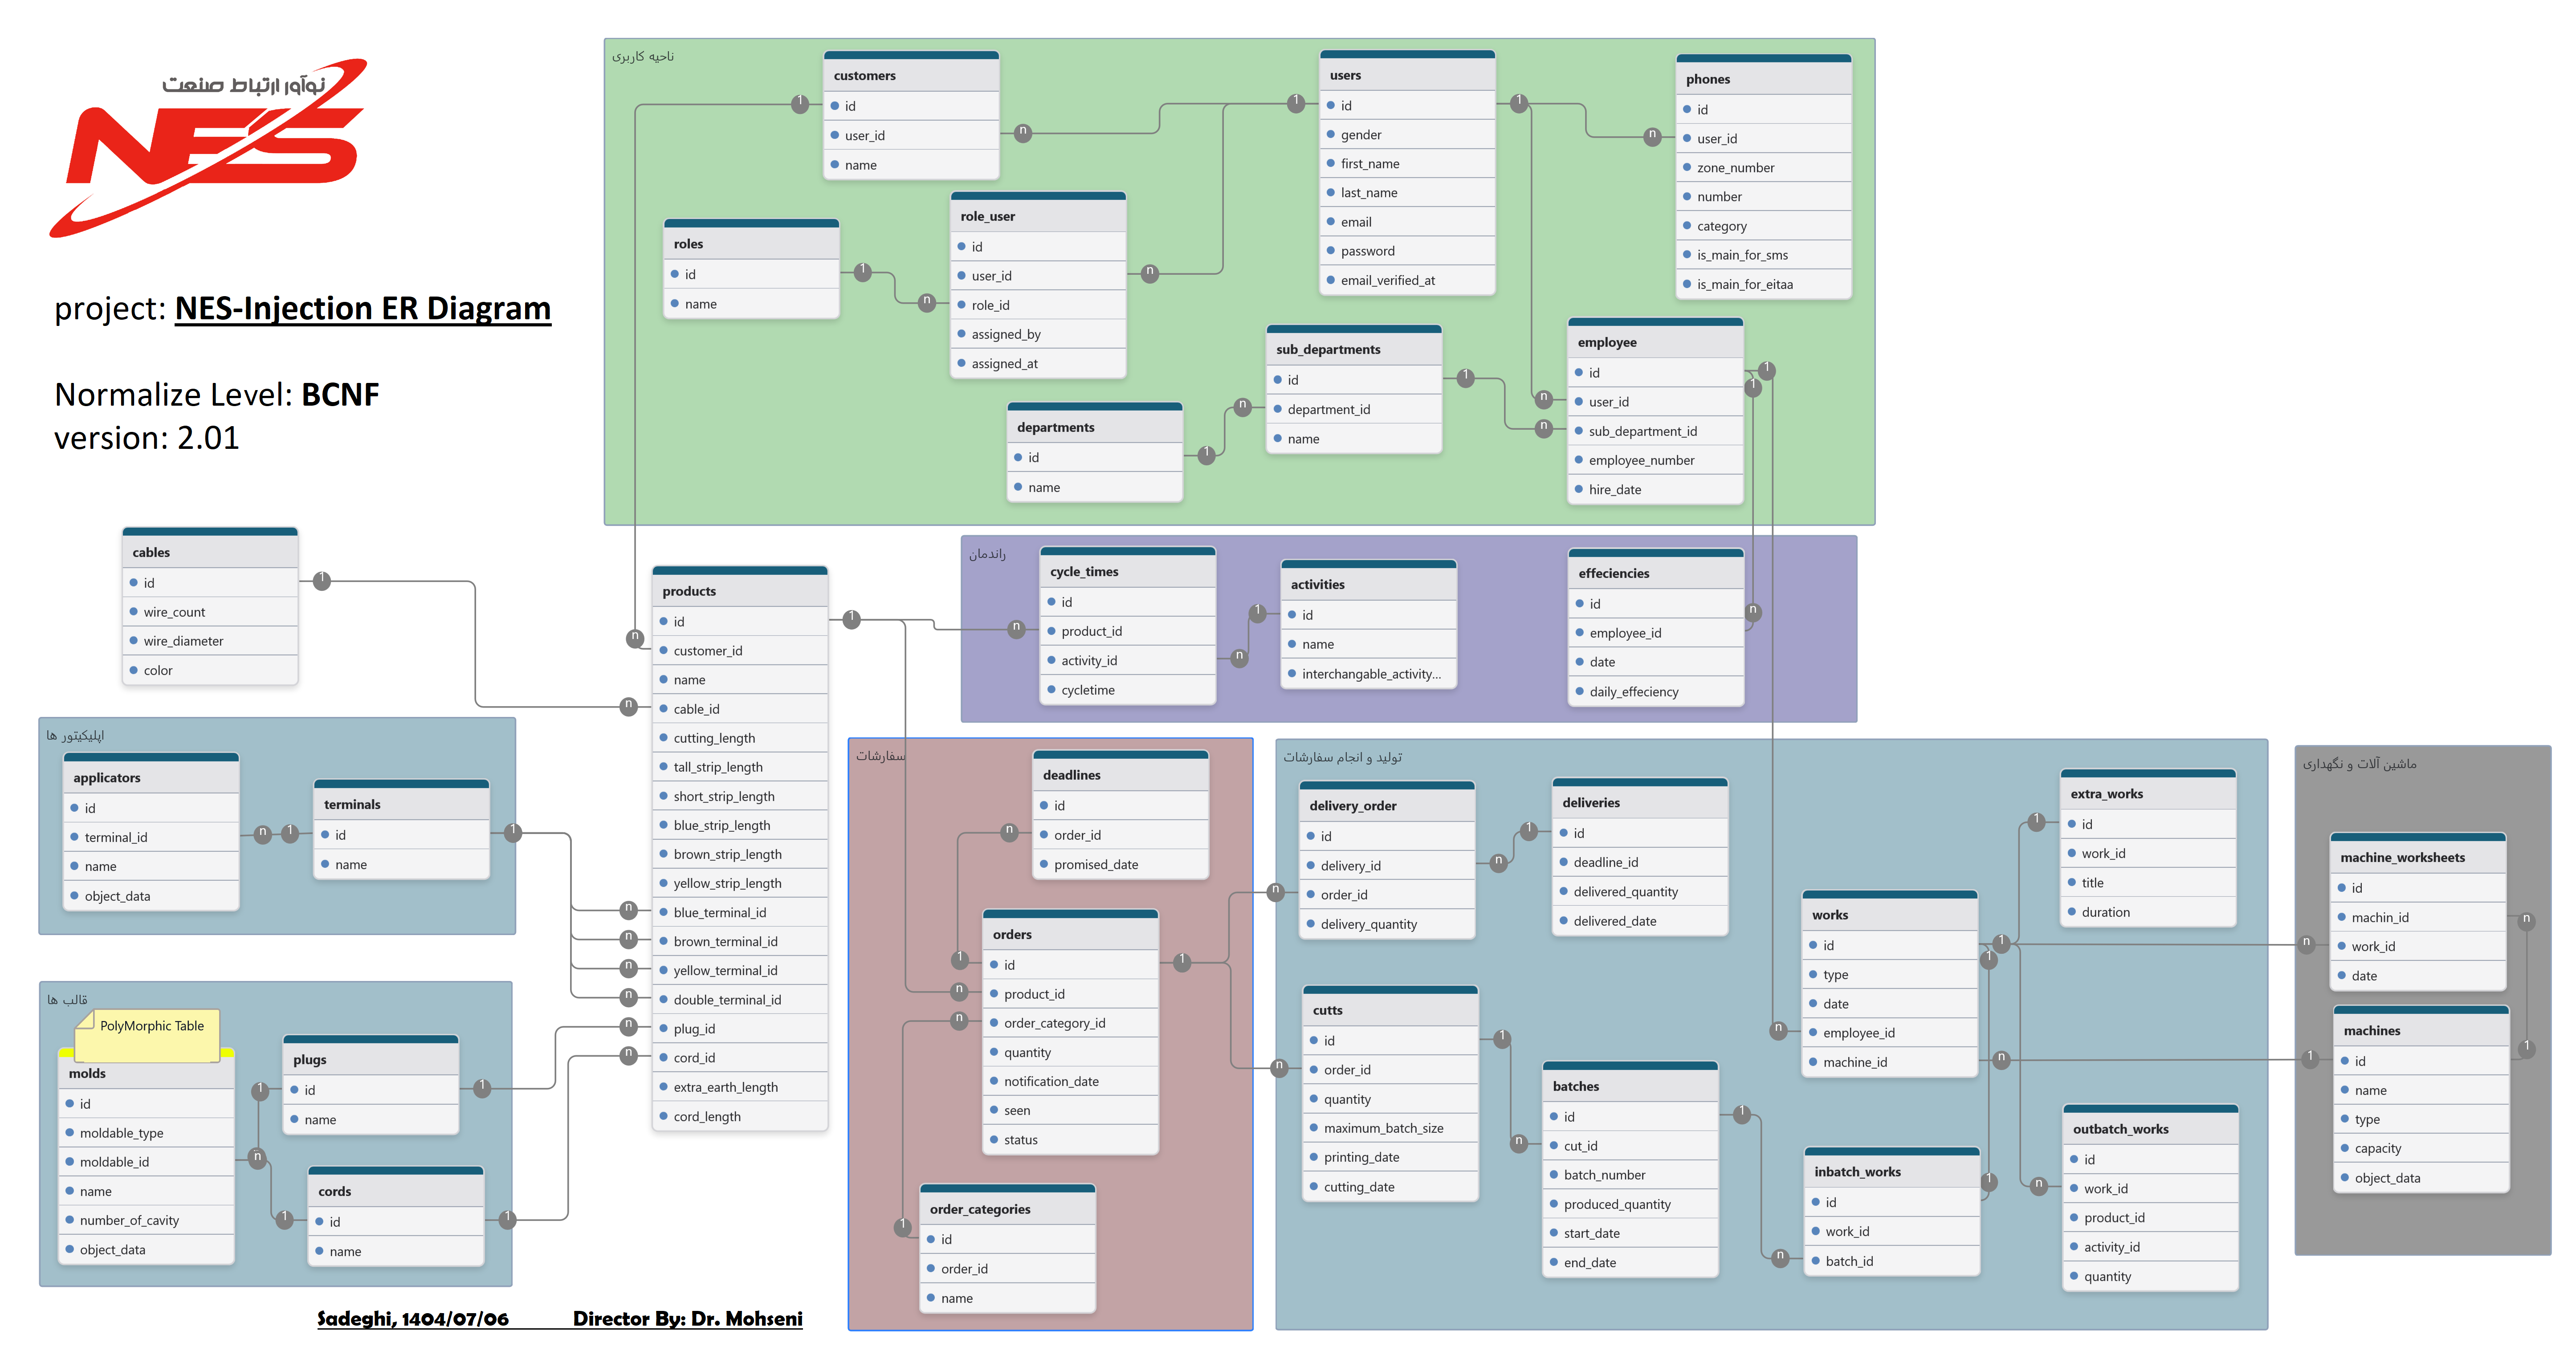 نوآور ارتباط صنعت
NES
project: NES-Injection ER Diagram
Normalize Level: BCNF
version: 2.01
ناحیه کاربری
customers
id
user_id
name
users
id
gender
first_name
last_name
email
password
email_verified_at
phones
id
user_id
zone_number
number
category
is_main_for_sms
is_main_for_eitaa
roles
id
name
role_user
id
user_id
role_id
assigned_by
assigned_at
sub_departments
id
department_id
name
employee
id
user_id
sub_department_id
employee_number
hire_date
departments
id
name
cables
id
wire_count
wire_diameter
color
products
id
customer_id
name
cable_id
cutting_length
tall_strip_length
short_strip_length
blue_strip_length
brown_strip_length
yellow_strip_length
blue_terminal_id
brown_terminal_id
yellow_terminal_id
double_terminal_id
plug_id
cord_id
extra_earth_length
cord_length
راندمان
cycle_times
id
product_id
activity_id
cycletime
activities
id
name
interchangable_activity...
effeciencies
id
employee_id
date
daily_effeciency
اپلیکیتور ها
applicators
id
terminal_id
name
object_data
terminals
id
name
قالب ها
PolyMorphic Table
molds
id
moldable_type
moldable_id
name
number_of_cavity
object_data
plugs
id
name
cords
id
name
سفارشات
deadlines
id
order_id
promised_date
orders
id
product_id
order_category_id
quantity
notification_date
seen
status
order_categories
id
order_id
name
تولید و انجام سفارشات
delivery_order
id
delivery_id
order_id
delivery_quantity
deliveries
id
deadline_id
delivered_quantity
delivered_date
cutts
id
order_id
quantity
maximum_batch_size
printing_date
cutting_date
batches
id
cut_id
batch_number
produced_quantity
start_date
end_date
works
id
type
date
employee_id
machine_id
inbatch_works
id
work_id
batch_id
extra_works
id
work_id
title
duration
outbatch_works
id
work_id
product_id
activity_id
quantity
ماشین آلات و نگهداری
machine_worksheets
id
machin_id
work_id
date
machines
id
name
type
capacity
object_data
Sadeghi, 1404/07/06 Director By: Dr. Mohseni